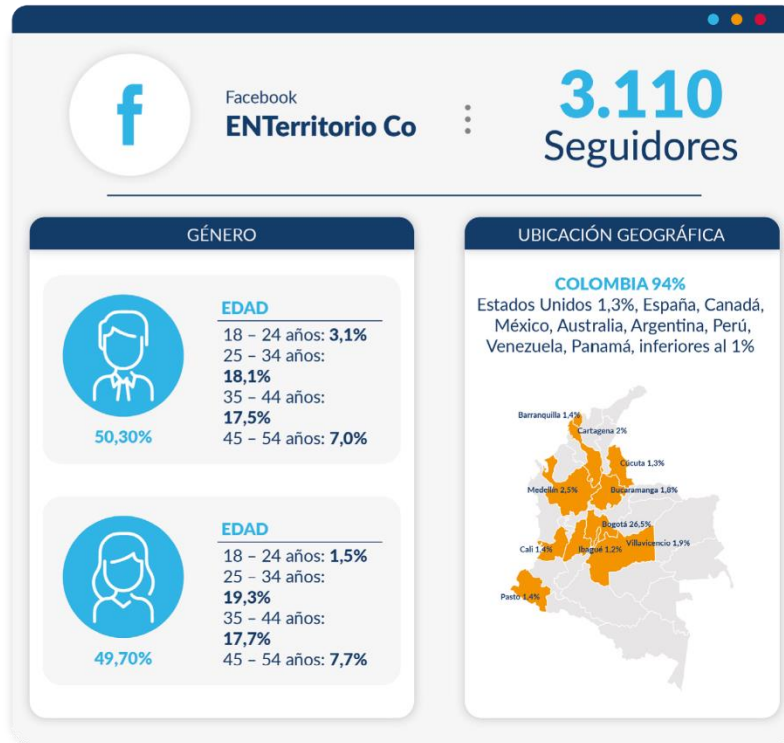 Facebook
ENTerritorio Co
3.110
Seguidores
GÉNERO
EDAD
18 – 24 años: 3,1%
25 – 34 años:
18,1%
35 – 44 años:
17,5%
45 – 54 años: 7,0%
50,30%
EDAD
18 – 24 años: 1,5%
25 – 34 años:
19,3%
35 – 44 años:
17,7%
45 – 54 años: 7,7%
49,70%
UBICACIÓN GEOGRÁFICA
COLOMBIA 94%
Estados Unidos 1,3%, España, Canadá,
México, Australia, Argentina, Perú,
Venezuela, Panamá, inferiores al 1%
Barranquilla 1,4%
Cartagena 2%
Cúcuta 1,3%
Medellín 2,5%
Bucaramanga 1,8%
Bogotá 26,5%
Villavicencio 1,9%
Cali 1,4%
Ibagué 1,2%
Pasto 1,4%